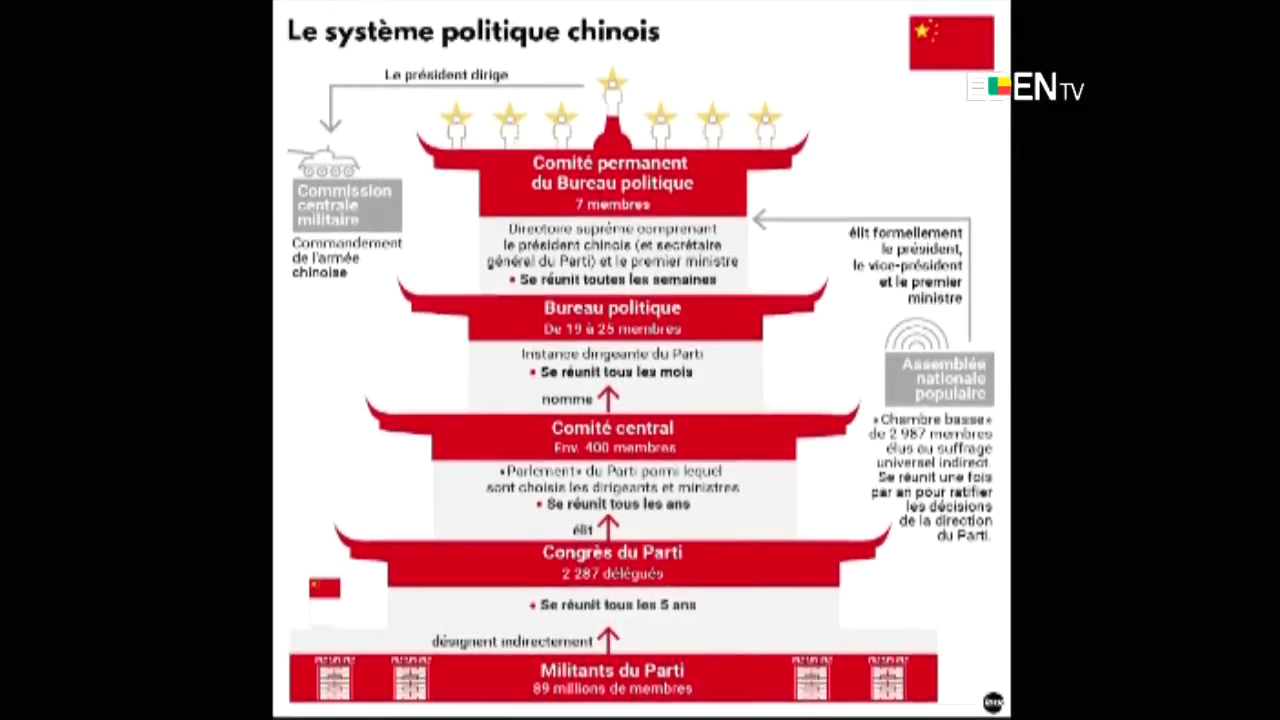 Le système politique chinois
EDEN TV
Le président dirige
Commission
centrale
militaire
Commandement
de l'armée
chinoise
Comité permanent
du Bureau politique
7 membres
Directoire suprême comprenant
le président chinois (et secrétaire
général du Parti) et le premier ministre
• Se réunit toutes les semaines
élit formellement
le président,
le vice-président
et le premier
ministre
Bureau politique
De 19 à 25 membres
Instance dirigeante du Parti
• Se réunit tous les mois
nomme
Assemblée
nationale
populaire
«Chambre basse»
de 2 987 membres
élus au suffrage
universel indirect.
Se réunit une fois
par an pour ratifier
les décisions
de la direction
du Parti.
Comité central
Env. 400 membres
«Parlement» du Parti parmi lequel
sont choisis les dirigeants et ministres
• Se réunit tous les ans
élit
Congrès du Parti
2 287 délégués
• Se réunit tous les 5 ans
désignent indirectement
Militants du Parti
89 millions de membres